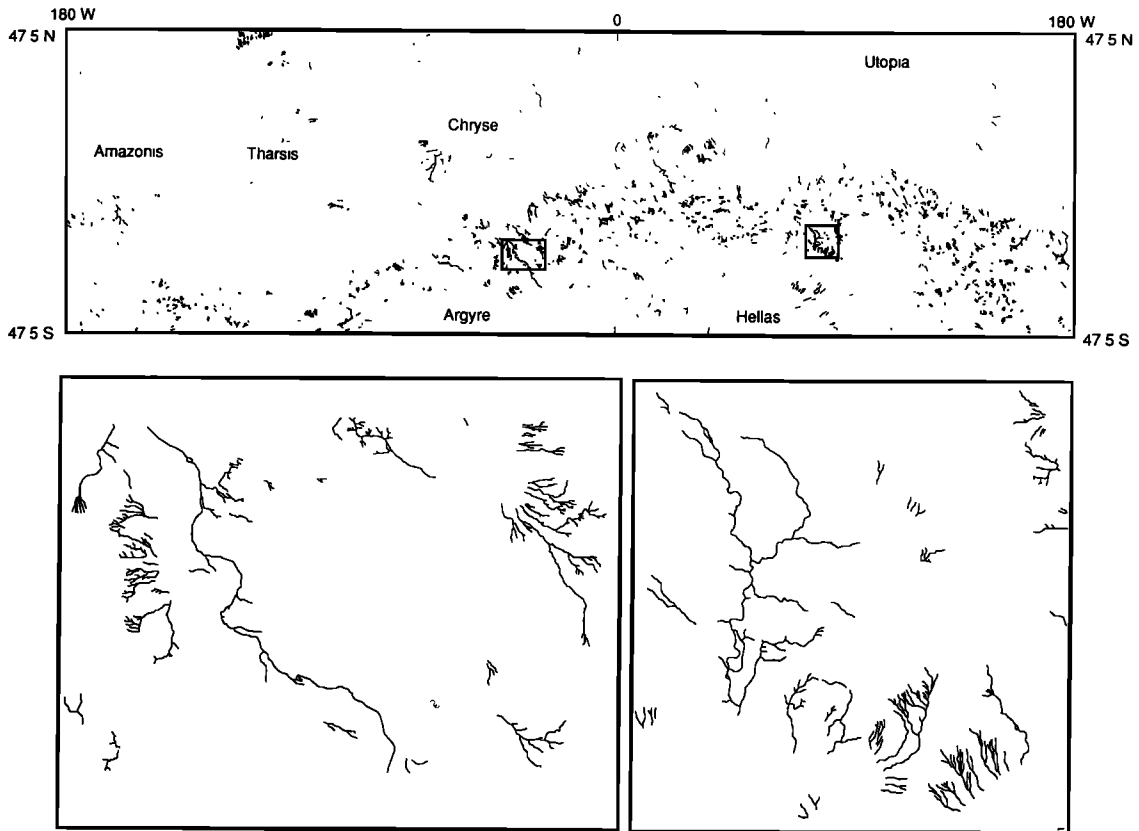 180 W 0 180 W
47 5 N 47 5 N
Utopia
Chryse
Amazonis Tharsis
Argyre Hellas
47 5 S 47 5 S